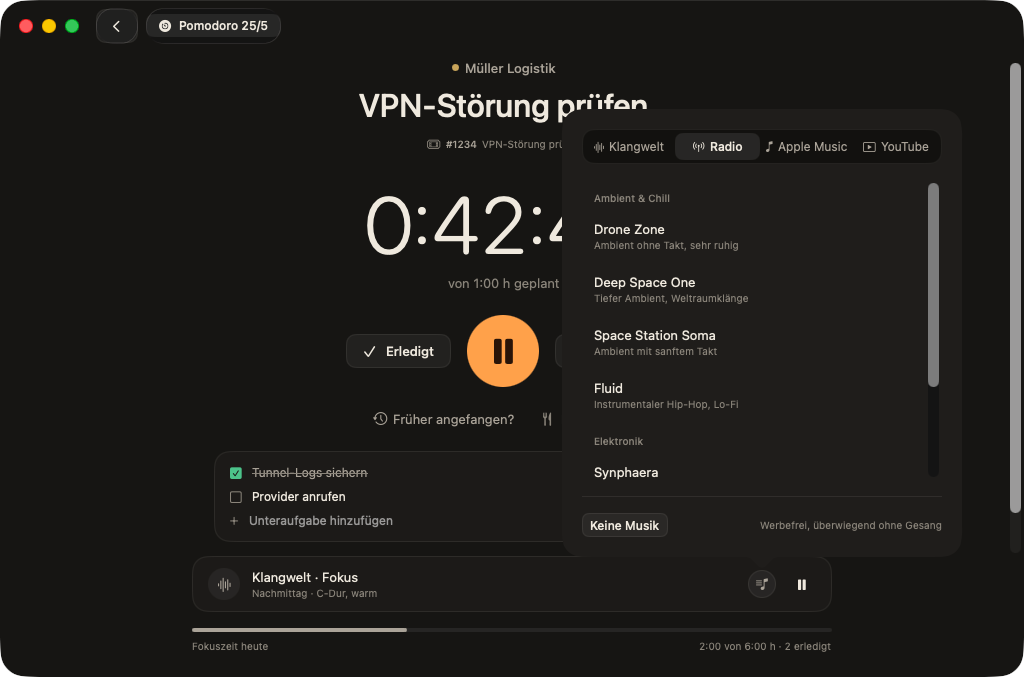 Pomodoro 25/5
Müller Logistik
VPN-Störung prüfen
#1234 VPN-Störung
0:42:
von 1:00 h geplant
Erledigt
Früher angefangen?
Tunnel-Logs sichern
Provider anrufen
+ Unteraufgabe hinzufügen
Klangwelt
Radio
Apple Music
YouTube
Ambient & Chill
Drone Zone
Ambient ohne Takt, sehr ruhig
Deep Space One
Tiefer Ambient, Weltraumklänge
Space Station Soma
Ambient mit sanftem Takt
Fluid
Instrumentaler Hip-Hop, Lo-Fi
Elektronik
Synphaera
Keine Musik
Werbefrei, überwiegend ohne Gesang
Klangwelt · Fokus
Nachmittag · C-Dur, warm
Fokuszeit heute
2:00 von 6:00 h · 2 erledigt